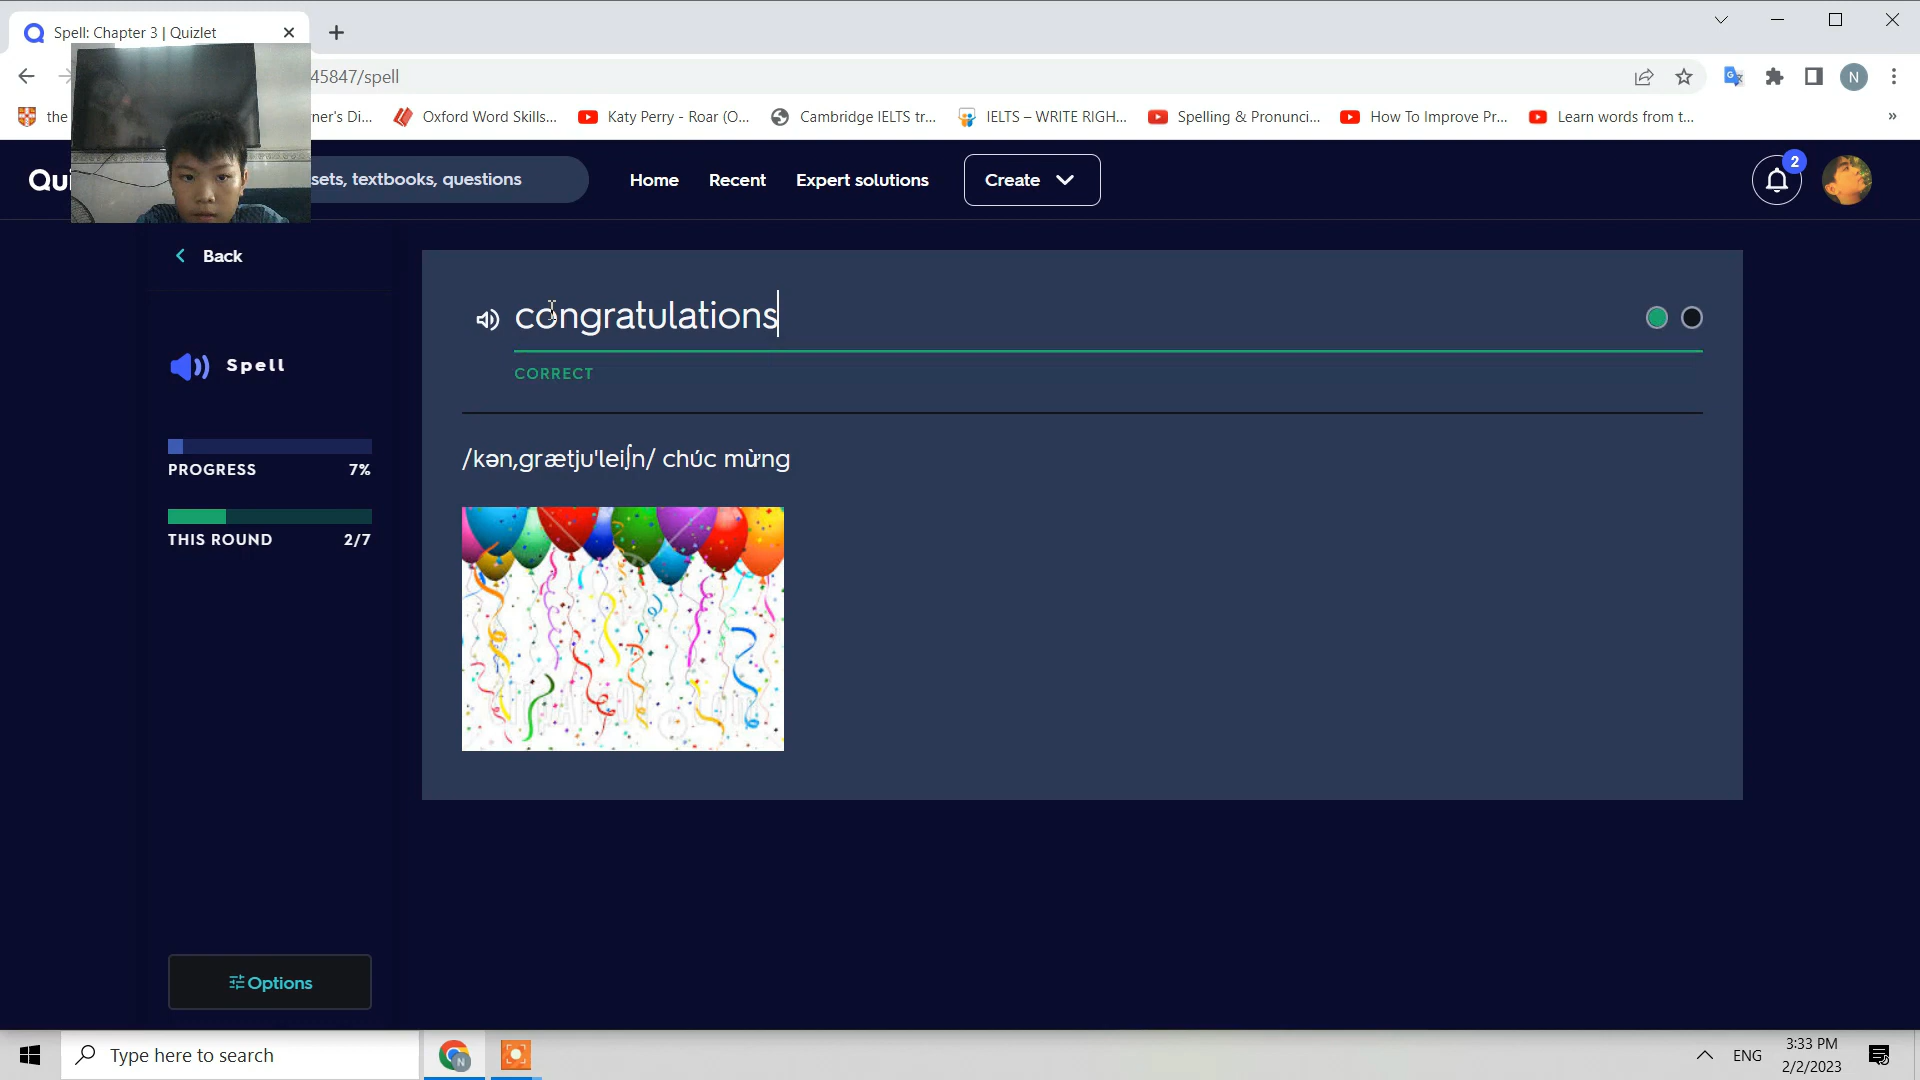 Spell: Chapter 3 | Quizlet
45847/spell
N
the
ner's Di...
Oxford Word Skills...
Katy Perry - Roar (O...
Cambridge IELTS tr...
IELTS – WRITE RIGH...
Spelling & Pronunci...
How To Improve Pr...
Learn words from t...
»
Qui
sets, textbooks, questions
Home
Recent
Expert solutions
Create
2
Back
congratulations
CORRECT
Spell
/kən,grætju'leiʃn/ chúc mừng
PROGRESS 7%
THIS ROUND 2/7
Options
Type here to search
N
ENG
3:33 PM
2/2/2023